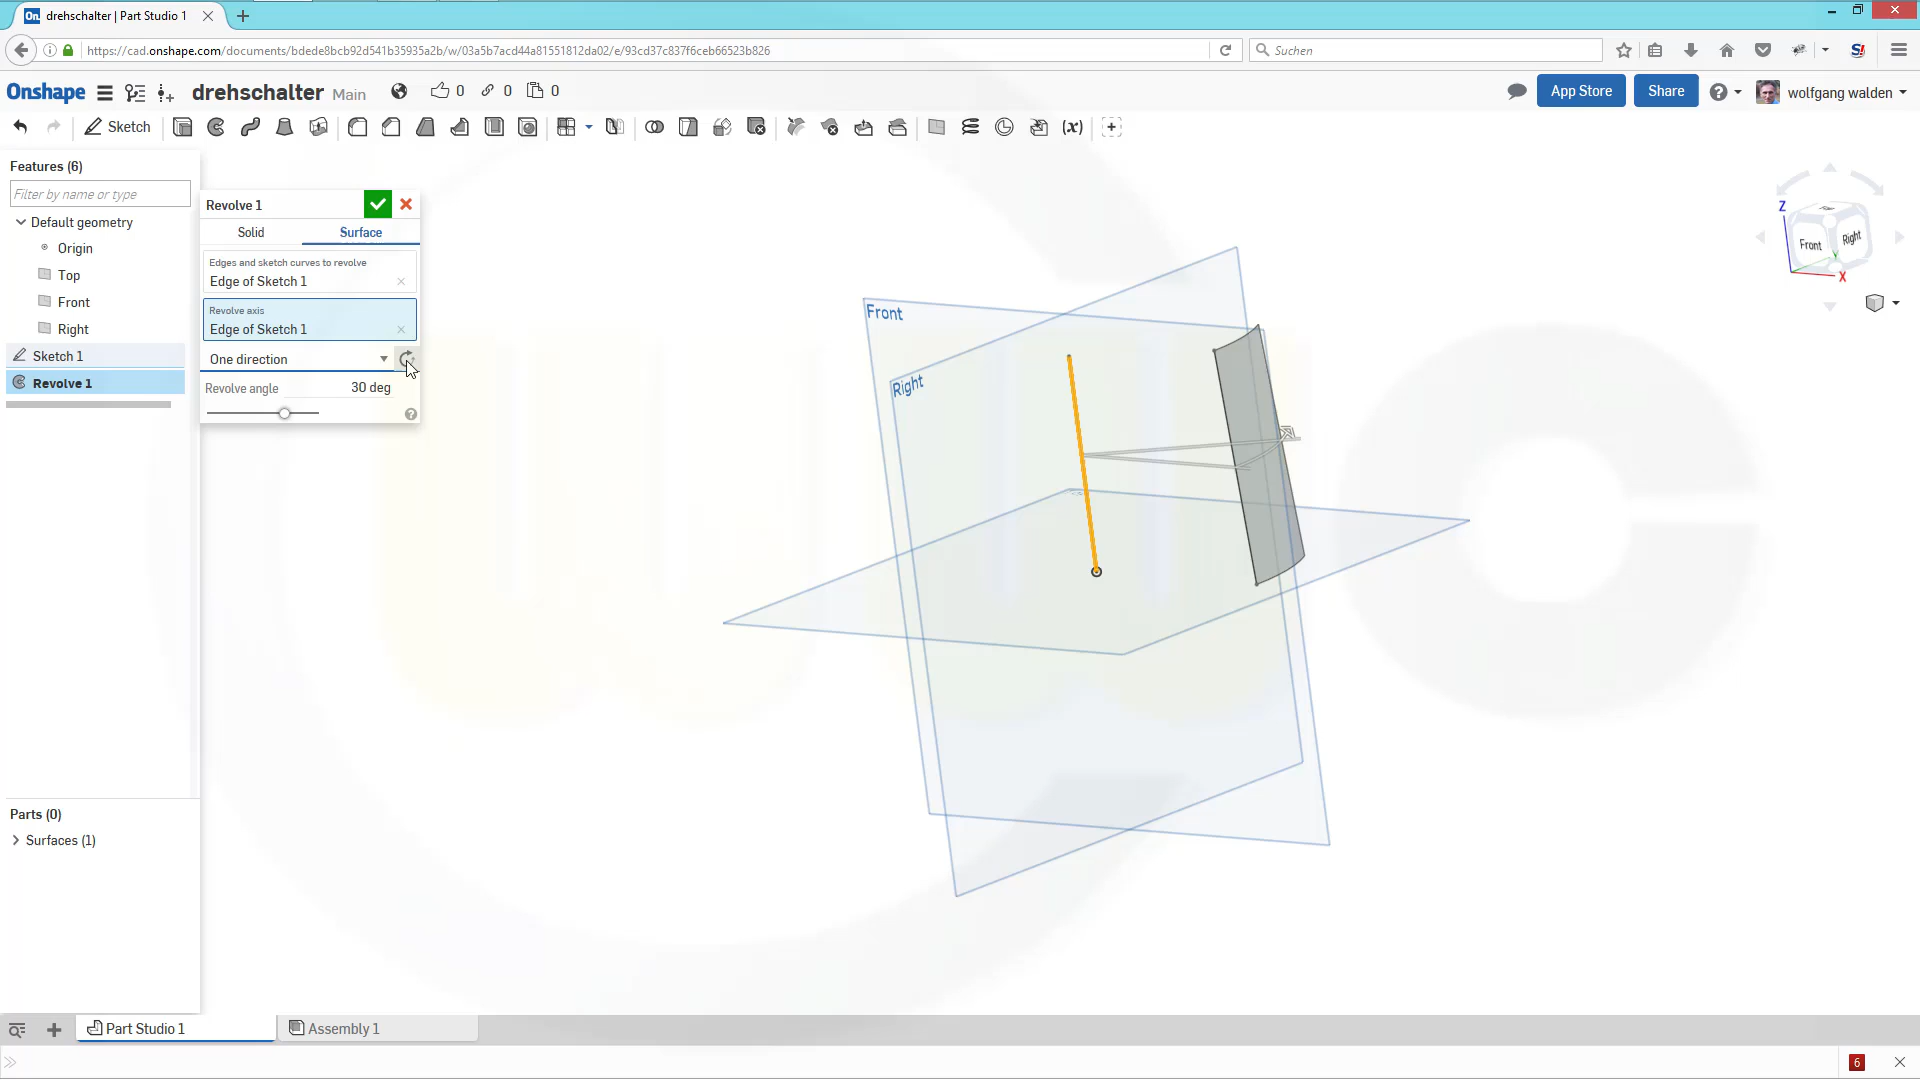 drehschalter | Part Studio 1
https://cad.onshape.com/documents/bdede8bcb92d541b35935a2b/w/03a5b7acd44a81551812da02/e/93cd37c837f6ceb66523b826
Suchen
S!
Onshape
drehschalter Main
0
0
0
App Store
Share
wolfgang walden
Sketch
(x)
Features (6)
Filter by name or type
Default geometry
Origin
Top
Front
Right
Sketch 1
Revolve 1
Revolve 1
Solid
Surface
Edges and sketch curves to revolve
Edge of Sketch 1
Revolve axis
Edge of Sketch 1
One direction
Revolve angle
30 deg
Front
Right
Z
Front
Right
Y
X
Parts (0)
Surfaces (1)
Part Studio 1
Assembly 1
6